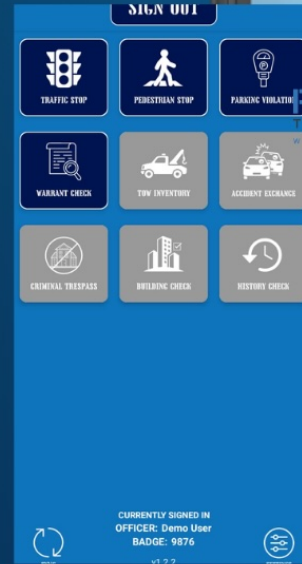 SIGN OUT
TRAFFIC STOP
PEDESTRIAN STOP
PARKING VIOLATION
WARRANT CHECK
TOW INVENTORY
ACCIDENT EXCHANGE
CRIMINAL TRESPASS
BUILDING CHECK
HISTORY CHECK
CURRENTLY SIGNED IN
OFFICER: Demo User
BADGE: 9876
v1.2.2